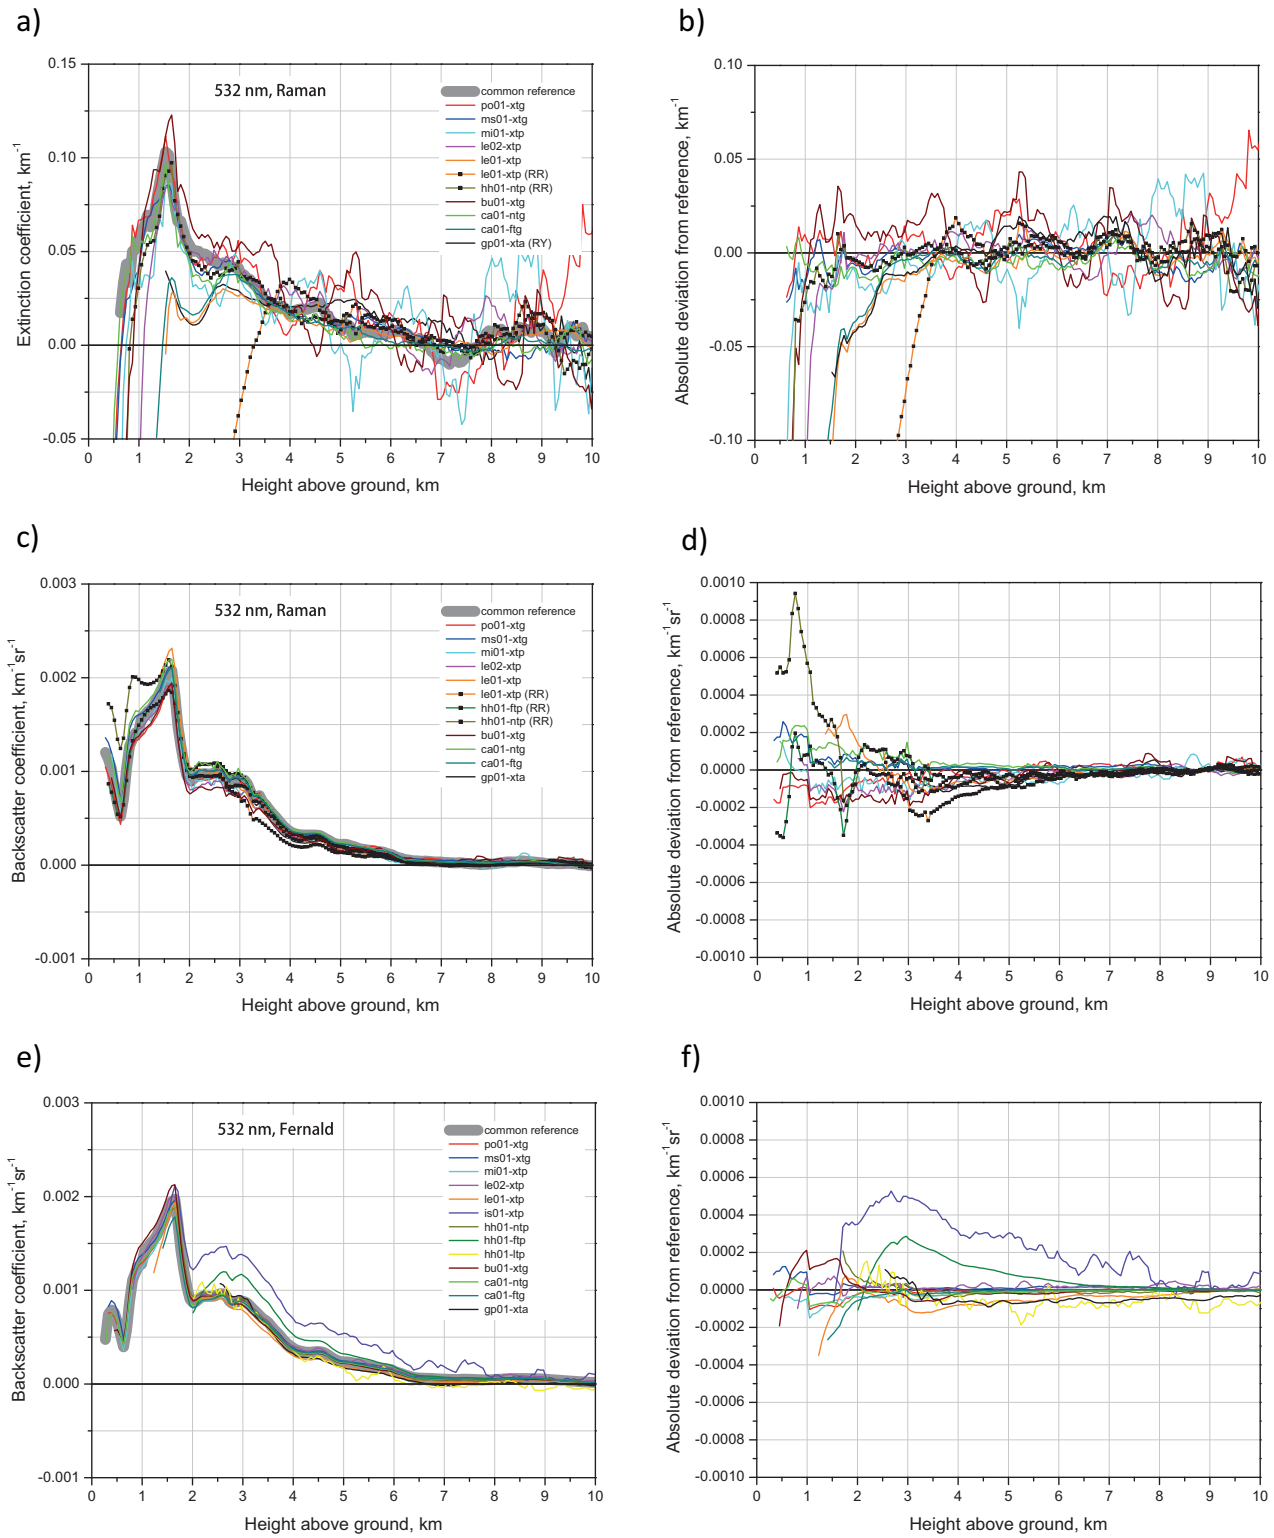 a)
0.15
0.10
0.05
0.00
-0.05
Extinction coefficient, km-1
532 nm, Raman
common reference
po01-xtg
ms01-xtg
mi01-xtp
le02-xtp
le01-xtp
le01-xtp (RR)
hh01-ntp (RR)
bu01-xtg
ca01-ntg
ca01-ftg
gp01-xta (RY)
0 1 2 3 4 5 6 7 8 9 10
Height above ground, km
b)
0.10
0.05
0.00
-0.05
-0.10
Absolute deviation from reference, km-1
0 1 2 3 4 5 6 7 8 9 10
Height above ground, km
c)
0.003
0.002
0.001
0.000
-0.001
Backscatter coefficient, km-1sr-1
532 nm, Raman
common reference
po01-xtg
ms01-xtg
mi01-xtp
le02-xtp
le01-xtp
le01-xtp (RR)
hh01-ftp (RR)
hh01-ntp (RR)
bu01-xtg
ca01-ntg
ca01-ftg
gp01-xta
0 1 2 3 4 5 6 7 8 9 10
Height above ground, km
d)
0.0010
0.0008
0.0006
0.0004
0.0002
0.0000
-0.0002
-0.0004
-0.0006
-0.0008
-0.0010
Absolute deviation from reference, km-1sr-1
0 1 2 3 4 5 6 7 8 9 10
Height above ground, km
e)
0.003
0.002
0.001
0.000
-0.001
Backscatter coefficient, km-1sr-1
532 nm, Fernald
common reference
po01-xtg
ms01-xtg
mi01-xtp
le02-xtp
le01-xtp
is01-xtp
hh01-ntp
hh01-ftp
hh01-ltp
bu01-xtg
ca01-ntg
ca01-ftg
gp01-xta
0 1 2 3 4 5 6 7 8 9 10
Height above ground, km
f)
0.0010
0.0008
0.0006
0.0004
0.0002
0.0000
-0.0002
-0.0004
-0.0006
-0.0008
-0.0010
Absolute deviation from reference, km-1sr-1
0 1 2 3 4 5 6 7 8 9 10
Height above ground, km